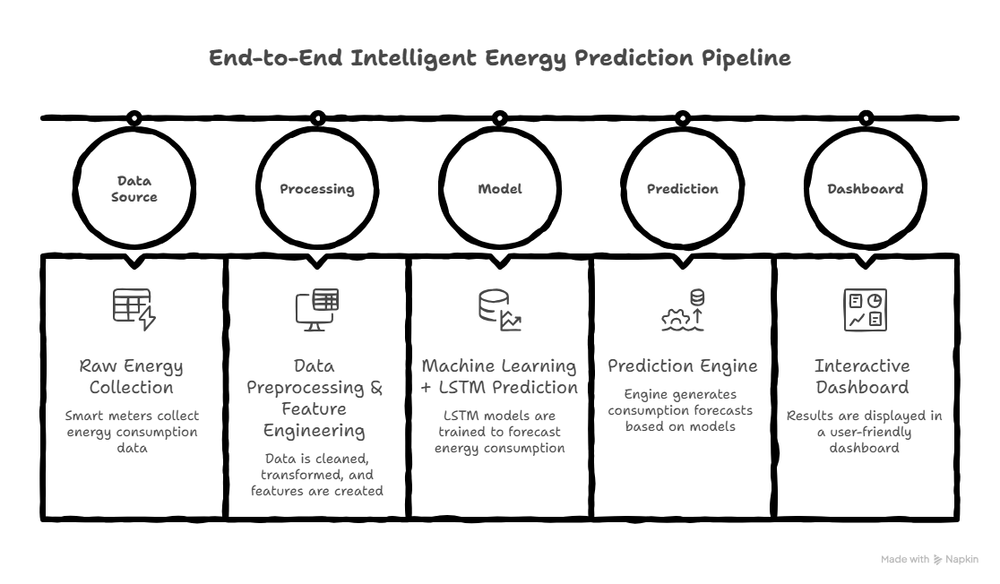 End-to-End Intelligent Energy Prediction Pipeline
Data
Source
Processing
Model
Prediction
Dashboard
Raw Energy
Collection
Smart meters collect
energy consumption
data
Data
Preprocessing &
Feature
Engineering
Data is cleaned,
transformed, and
features are created
Machine Learning
+ LSTM Prediction
LSTM models are
trained to forecast
energy consumption
Prediction Engine
Engine generates
consumption forecasts
based on models
Interactive
Dashboard
Results are displayed in
a user-friendly
dashboard
Made with Napkin